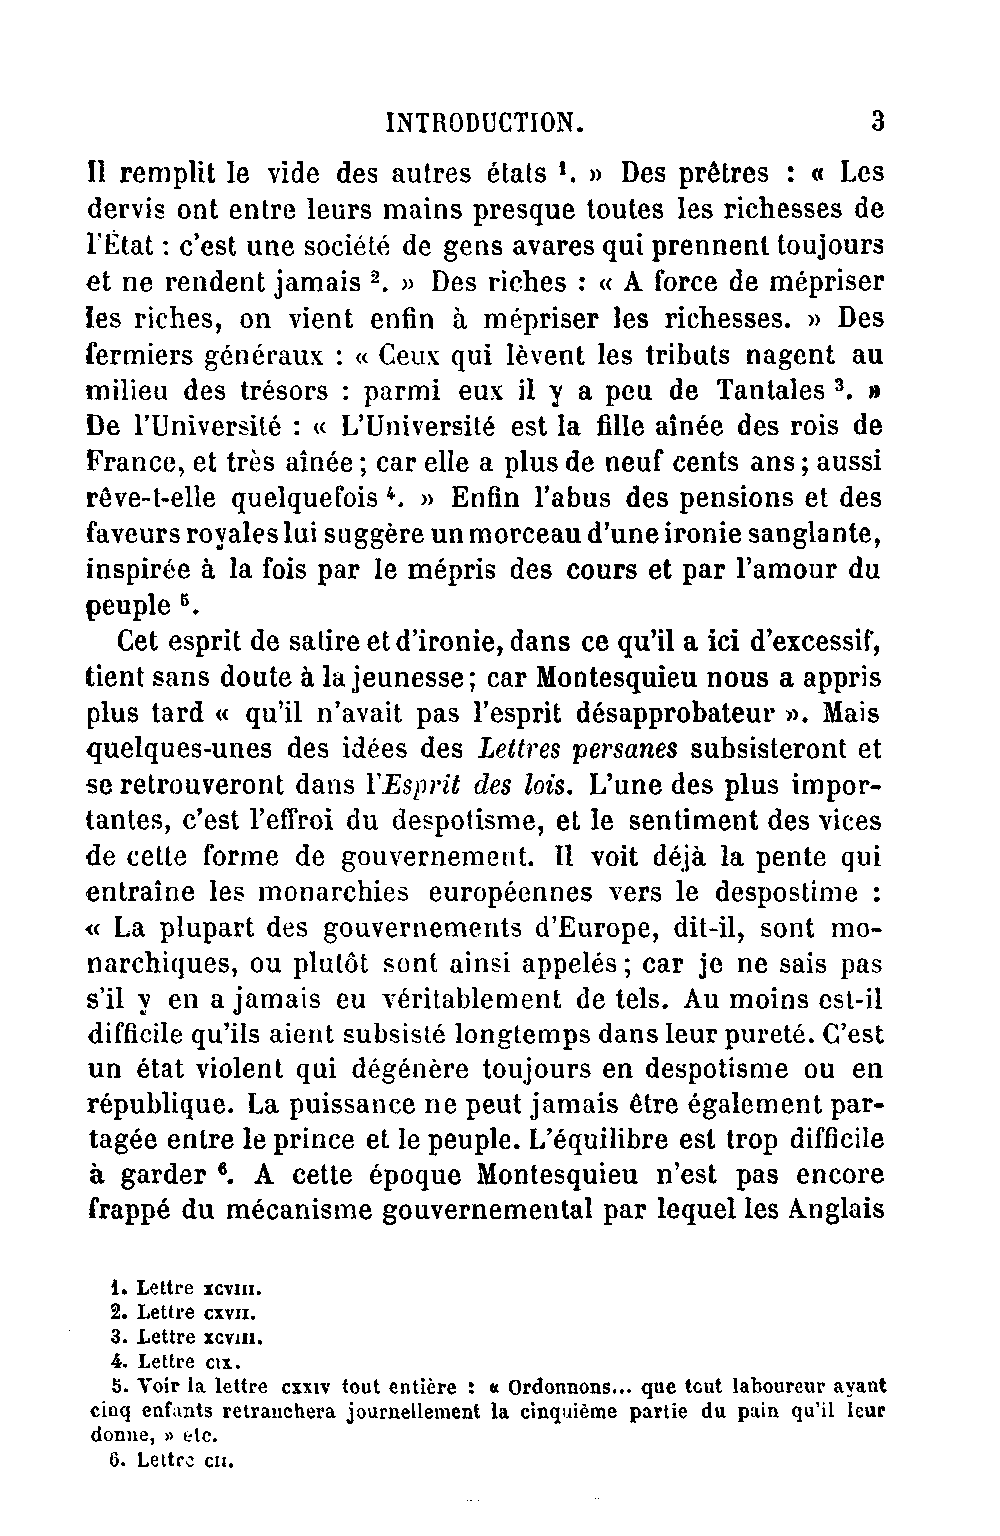 INTRODUCTION. 3
Il remplit le vide des autres états ¹. » Des prêtres : « Les
dervis ont entre leurs mains presque toutes les richesses de
l'État : c'est une société de gens avares qui prennent toujours
et ne rendent jamais ². » Des riches : « A force de mépriser
les riches, on vient enfin à mépriser les richesses. » Des
fermiers généraux : « Ceux qui lèvent les tributs nagent au
milieu des trésors : parmi eux il y a peu de Tantales ³. »
De l'Université : « L'Université est la fille aînée des rois de
France, et très aînée ; car elle a plus de neuf cents ans ; aussi
rêve-t-elle quelquefois ⁴. » Enfin l'abus des pensions et des
faveurs royales lui suggère un morceau d'une ironie sanglante,
inspirée à la fois par le mépris des cours et par l'amour du
peuple ⁵.
Cet esprit de satire et d'ironie, dans ce qu'il a ici d'excessif,
tient sans doute à la jeunesse ; car Montesquieu nous a appris
plus tard « qu'il n'avait pas l'esprit désapprobateur ». Mais
quelques-unes des idées des Lettres persanes subsisteront et
se retrouveront dans l'Esprit des lois. L'une des plus impor-
tantes, c'est l'effroi du despotisme, et le sentiment des vices
de cette forme de gouvernement. Il voit déjà la pente qui
entraîne les monarchies européennes vers le despostime :
« La plupart des gouvernements d'Europe, dit-il, sont mo-
narchiques, ou plutôt sont ainsi appelés ; car je ne sais pas
s'il y en a jamais eu véritablement de tels. Au moins est-il
difficile qu'ils aient subsisté longtemps dans leur pureté. C'est
un état violent qui dégénère toujours en despotisme ou en
république. La puissance ne peut jamais être également par-
tagée entre le prince et le peuple. L'équilibre est trop difficile
à garder ⁶. A cette époque Montesquieu n'est pas encore
frappé du mécanisme gouvernemental par lequel les Anglais
1. Lettre XCVIII.
2. Lettre CXVII.
3. Lettre XCVIII.
4. Lettre CIX.
5. Voir la lettre CXXIV tout entière : « Ordonnons... que tout laboureur ayant
cinq enfants retranchera journellement la cinquième partie du pain qu'il leur
donne, » etc.
6. Lettre CII.